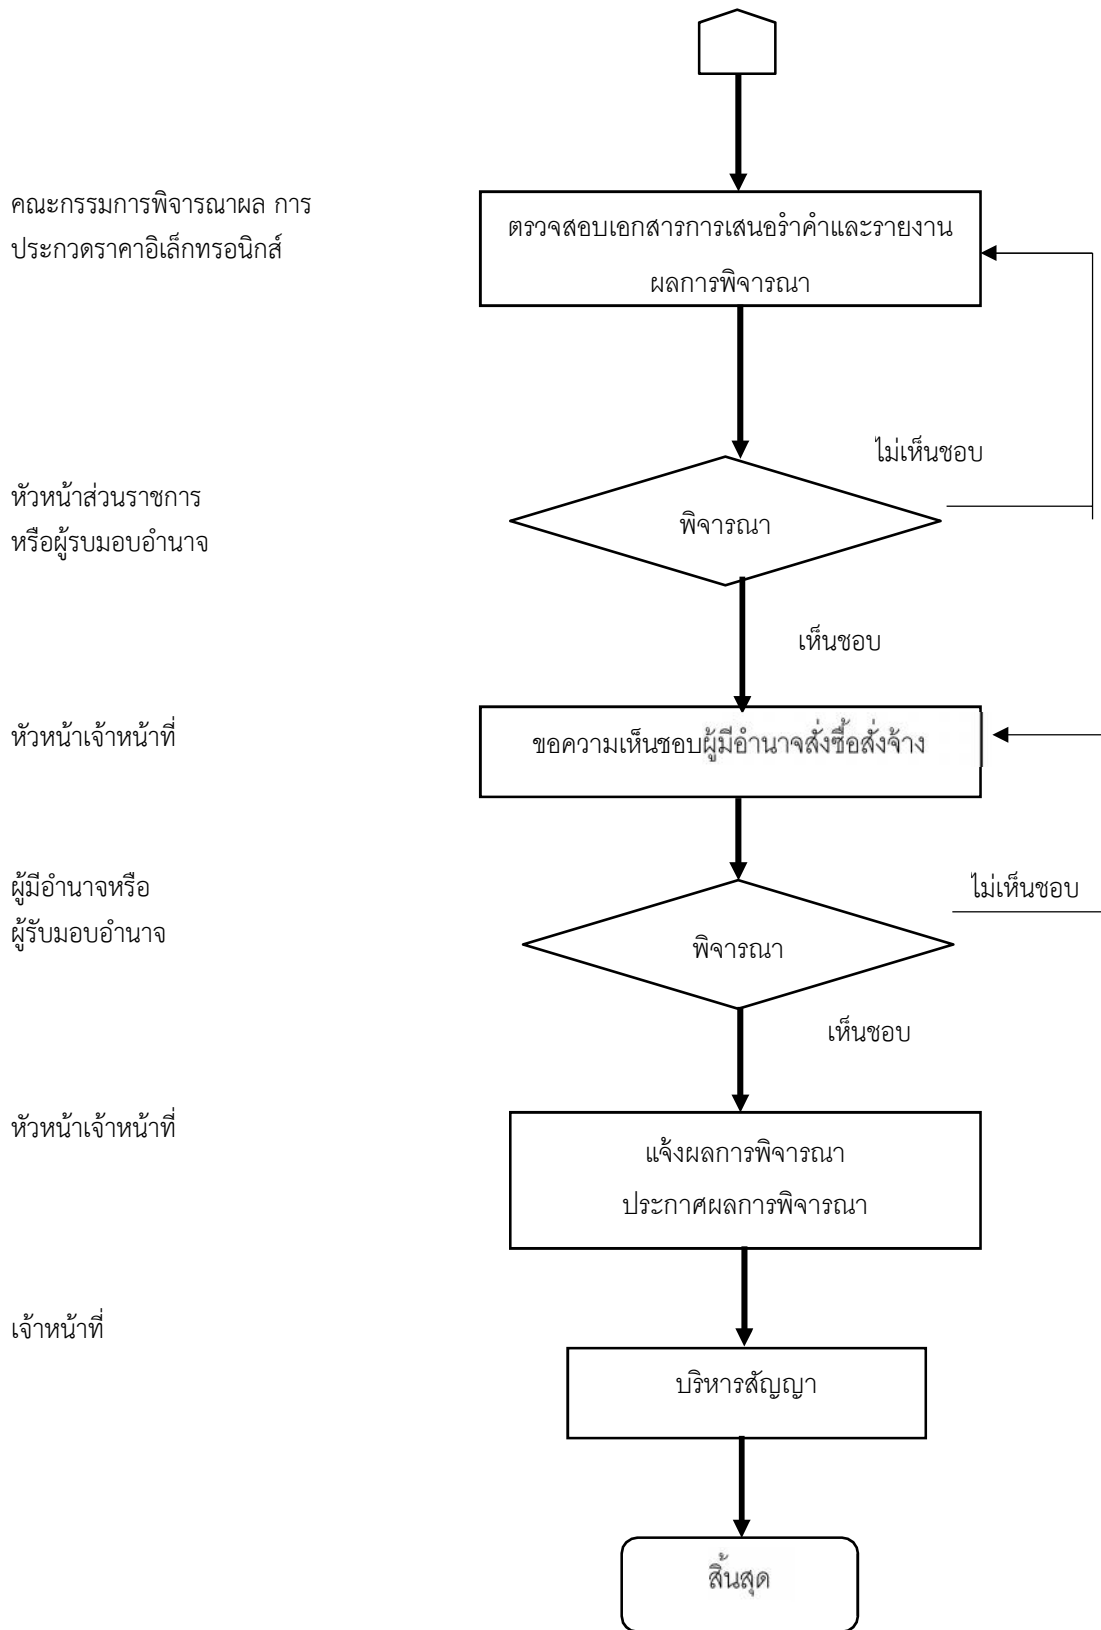 คณะกรรมการพิจารณาผล การ
ประกวดราคาอิเล็กทรอนิกส์
ตรวจสอบเอกสารการเสนอรำคำและรายงาน
ผลการพิจารณา
ไม่เห็นชอบ
หัวหน้าส่วนราชการ
หรือผู้รบมอบอำนาจ
พิจารณา
เห็นชอบ
หัวหน้าเจ้าหน้าที่
ขอความเห็นชอบผู้มีอำนาจสั่งซื้อสั่งจ้าง
ผู้มีอำนาจหรือ
ผู้รับมอบอำนาจ
ไม่เห็นชอบ
พิจารณา
เห็นชอบ
หัวหน้าเจ้าหน้าที่
แจ้งผลการพิจารณา
ประกาศผลการพิจารณา
เจ้าหน้าที่
บริหารสัญญา
สิ้นสุด